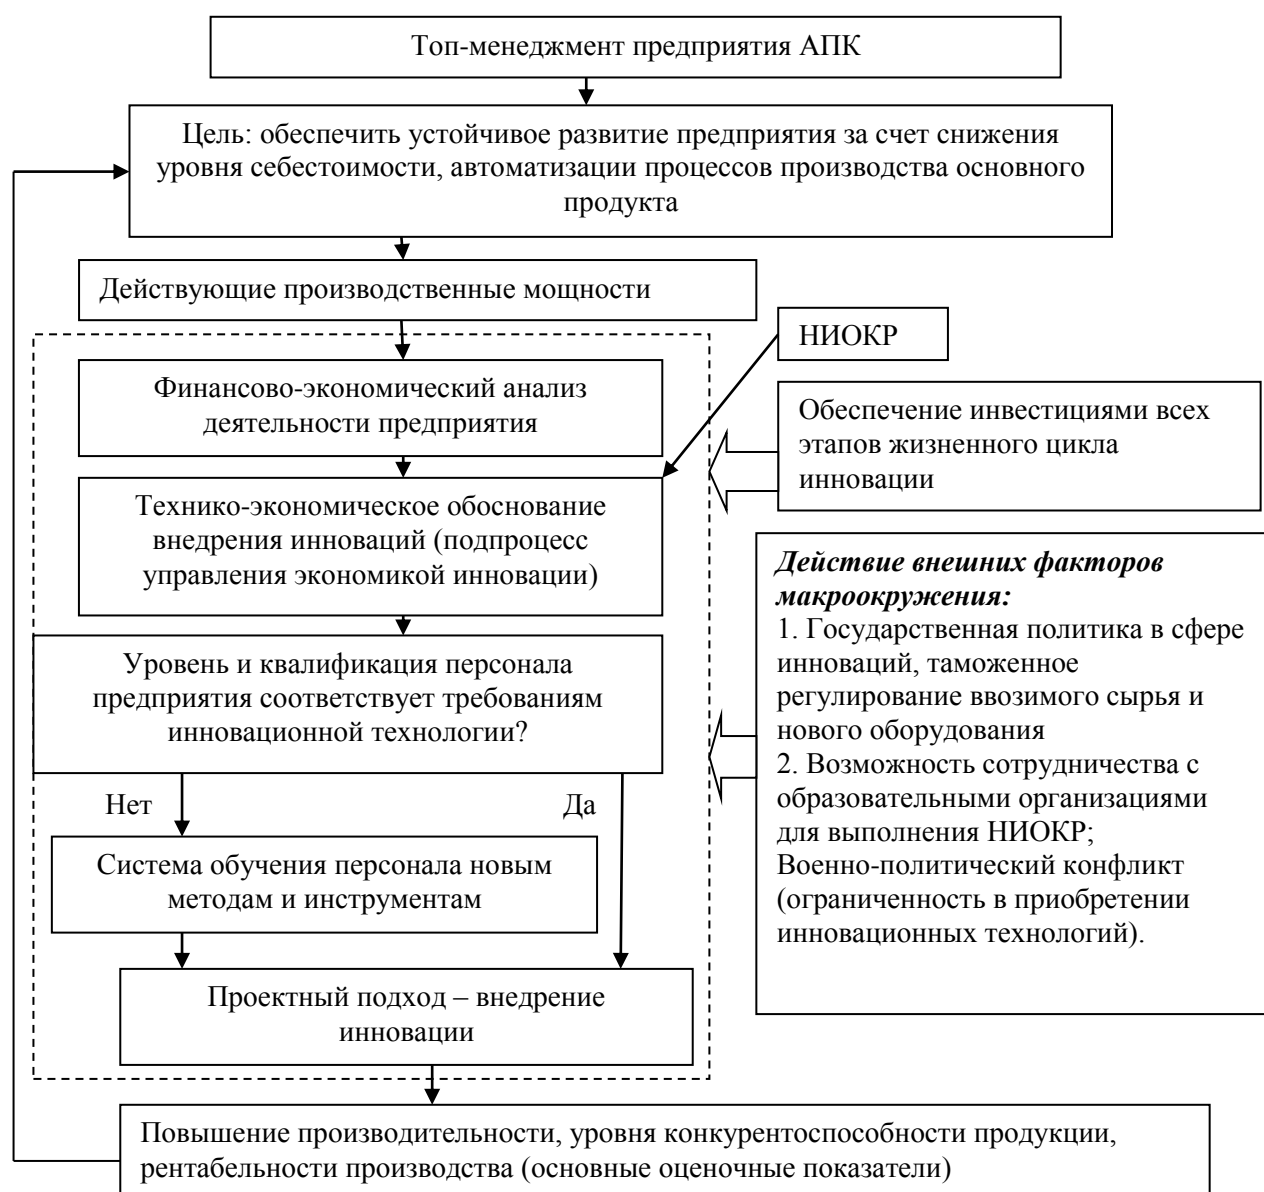 Топ-менеджмент предприятия АПК
Цель: обеспечить устойчивое развитие предприятия за счет снижения
уровня себестоимости, автоматизации процессов производства основного
продукта
Действующие производственные мощности
НИОКР
Финансово-экономический анализ
деятельности предприятия
Обеспечение инвестициями всех
этапов жизненного цикла
инновации
Технико-экономическое обоснование
внедрения инноваций (подпроцесс
управления экономикой инновации)
Действие внешних факторов
макроокружения:
1. Государственная политика в сфере
инноваций, таможенное
регулирование ввозимого сырья и
нового оборудования
2. Возможность сотрудничества с
образовательными организациями
для выполнения НИОКР;
Военно-политический конфликт
(ограниченность в приобретении
инновационных технологий).
Уровень и квалификация персонала
предприятия соответствует требованиям
инновационной технологии?
Нет
Да
Система обучения персонала новым
методам и инструментам
Проектный подход – внедрение
инновации
Повышение производительности, уровня конкурентоспособности продукции,
рентабельности производства (основные оценочные показатели)